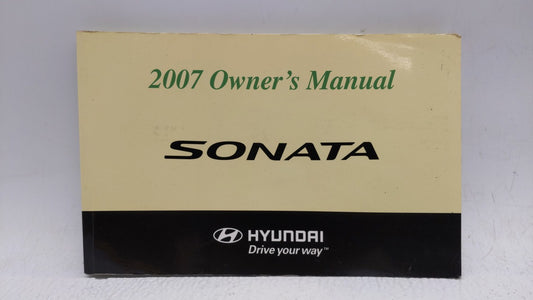 2007 Owner's Manual
SONATA
HYUNDAI
Drive your way™